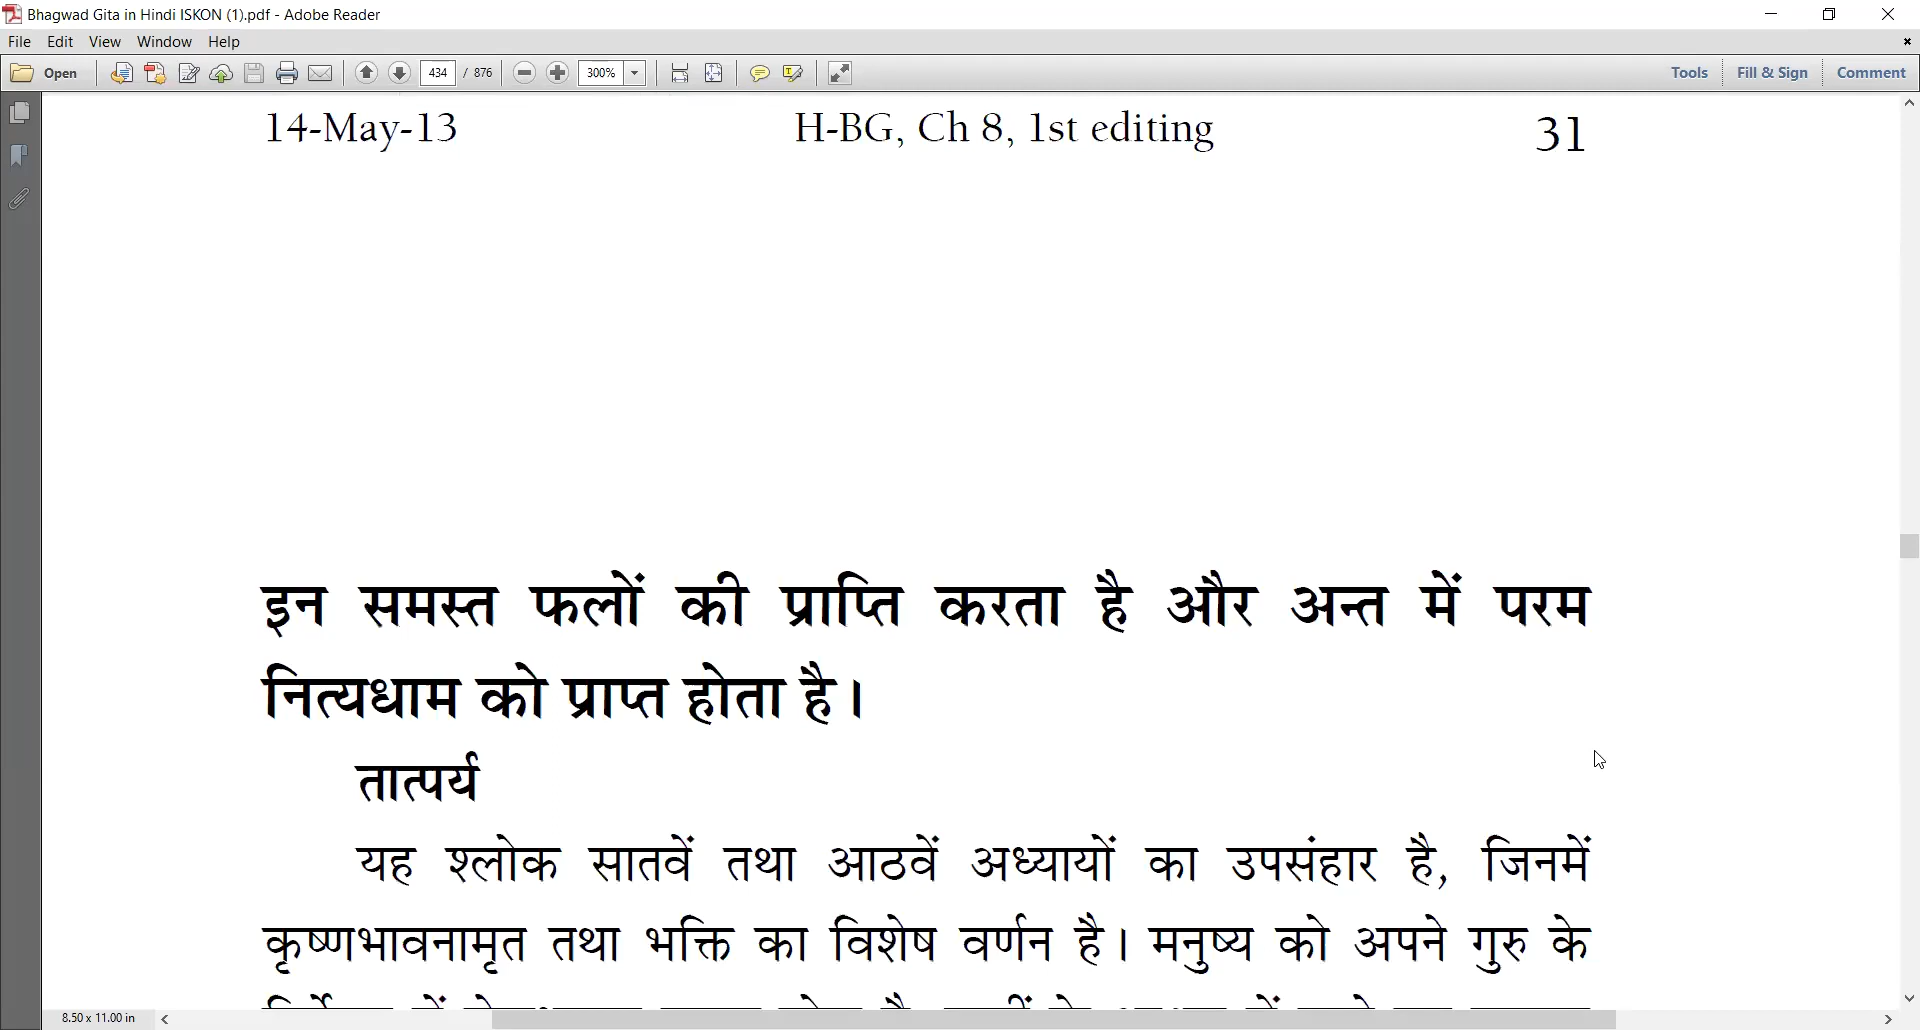 Bhagwad Gita in Hindi ISKON (1).pdf - Adobe Reader
File Edit View Window Help
Open 434 / 876 300% Tools Fill & Sign Comment
14-May-13 H-BG, Ch 8, 1st editing 31
इन समस्त फलों की प्राप्ति करता है और अन्त में परम
नित्यधाम को प्राप्त होता है।
तात्पर्य
यह श्लोक सातवें तथा आठवें अध्यायों का उपसंहार है, जिनमें
कृष्णभावनामृत तथा भक्ति का विशेष वर्णन है। मनुष्य को अपने गुरु के
8.50 x 11.00 in